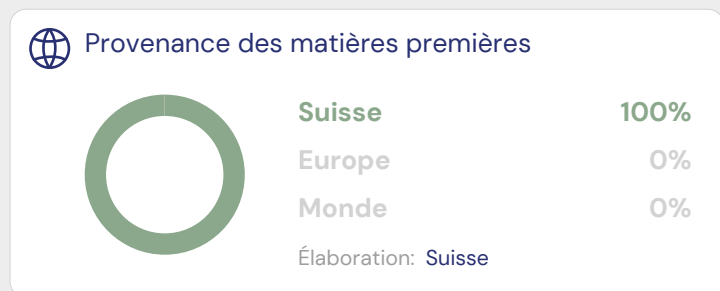 Provenance des matières premières
Suisse 100%
Europe 0%
Monde 0%
Élaboration: Suisse